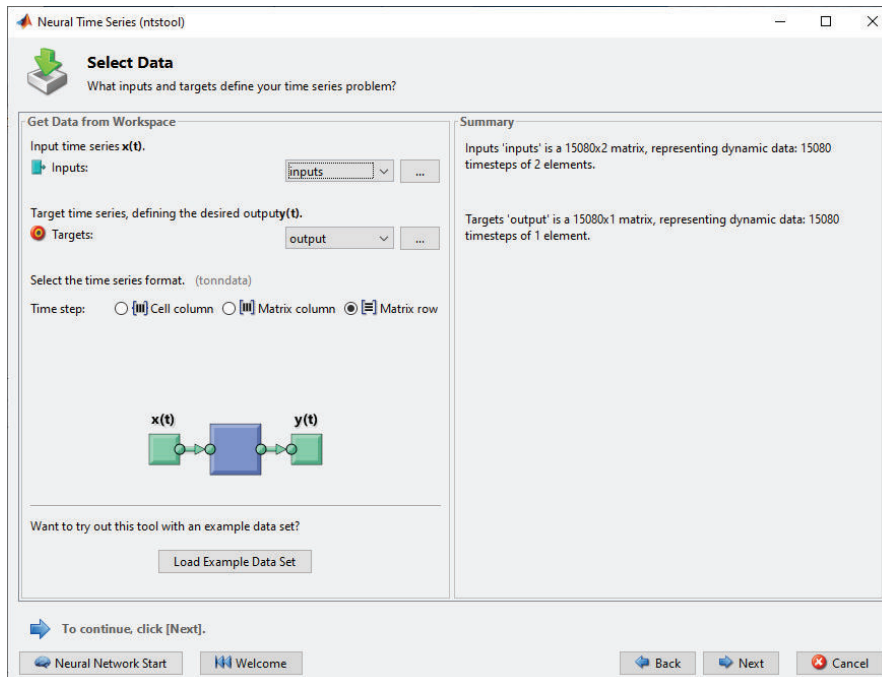 Neural Time Series (ntstool)
Select Data
What inputs and targets define your time series problem?
Get Data from Workspace
Input time series x(t).
Inputs:
inputs
...
Target time series, defining the desired outputy(t).
Targets:
output
...
Select the time series format. (tonndata)
Time step:
Cell column
Matrix column
Matrix row
x(t)
y(t)
Want to try out this tool with an example data set?
Load Example Data Set
Summary
Inputs 'inputs' is a 15080x2 matrix, representing dynamic data: 15080
timesteps of 2 elements.
Targets 'output' is a 15080x1 matrix, representing dynamic data: 15080
timesteps of 1 element.
To continue, click [Next].
Neural Network Start
Welcome
Back
Next
Cancel